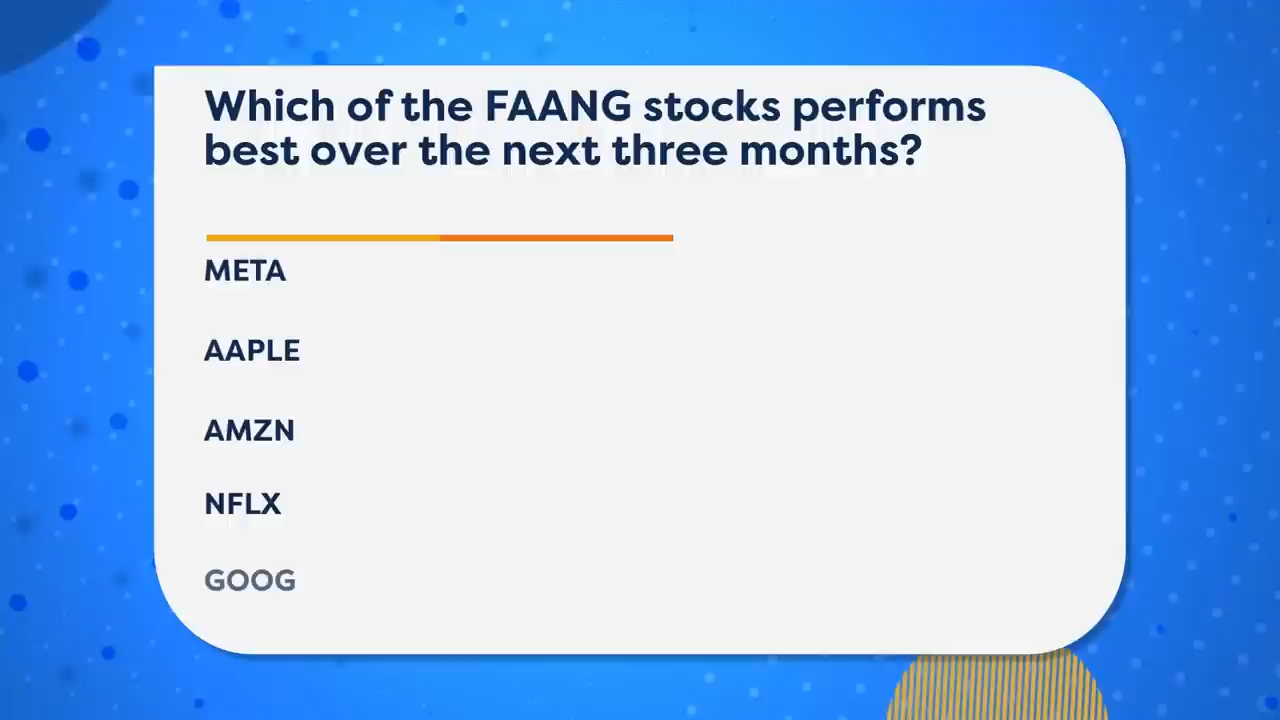 Which of the FAANG stocks performs
best over the next three months?
META
AAPLE
AMZN
NFLX
GOOG